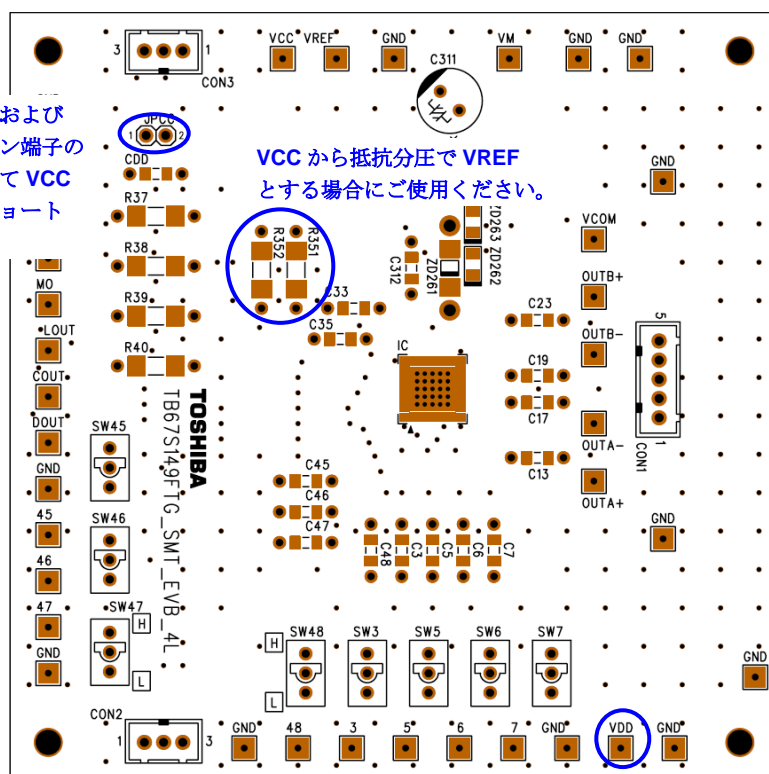 VCC VREF GND VM GND GND
3 1
CON3
C311
および
ン端子の
て VCC
ョート
JPCC
1 2
VCC から抵抗分圧で VREF
とする場合にご使用ください。
CDD
GND
R37
R38
R39
R40
R352
R351
C312
ZD263
ZD262
ZD261
VCOM
OUTB+
OUTB-
OUTA-
OUTA+
5
1
CON1
C33
C35
IC
C23
C19
C17
C13
MO
LOUT
COUT
DOUT
GND
45
46
47
GND
SW45
SW46
SW47
H
L
TOSHIBA
TB67S149FTG_SMT_EVB_4L
C45
C46
C47
C48
C3
C5
C6
C7
GND
GND
H
L
SW48 SW3 SW5 SW6 SW7
CON2
1 3
GND 48 3 5 6 7 GND VDD GND